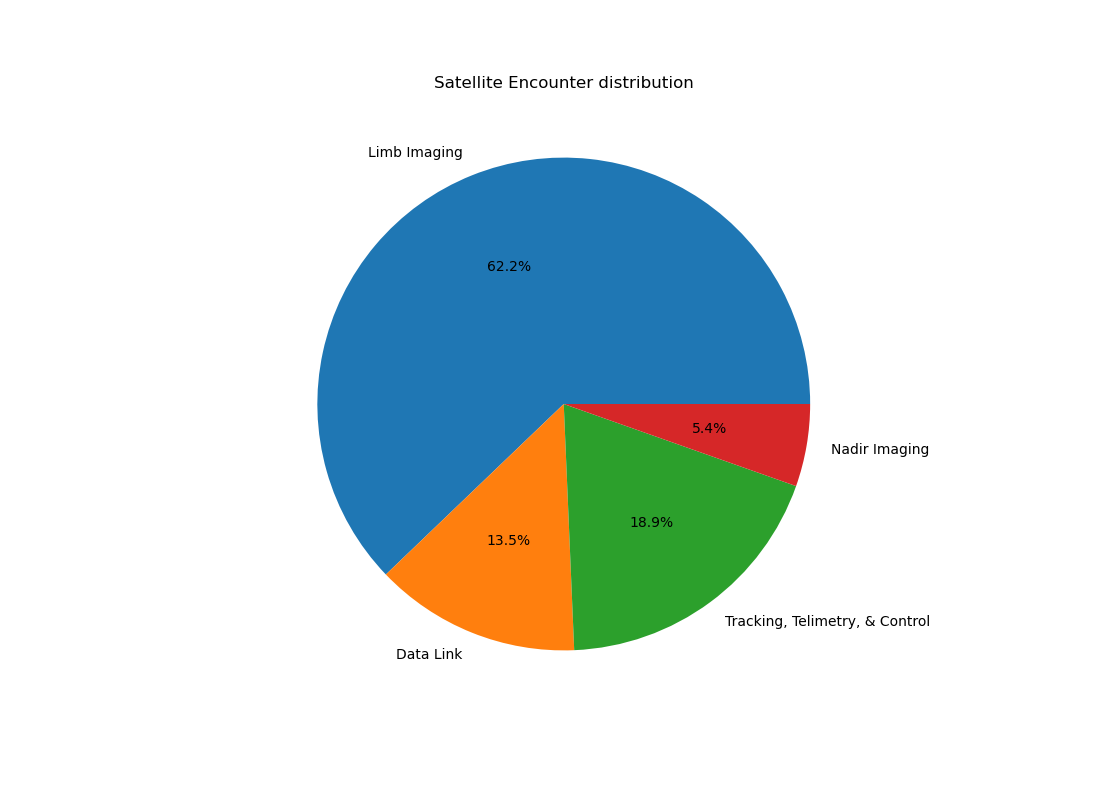 Satellite Encounter distribution
Limb Imaging
62.2%
5.4%
Nadir Imaging
18.9%
13.5%
Tracking, Telimetry, & Control
Data Link